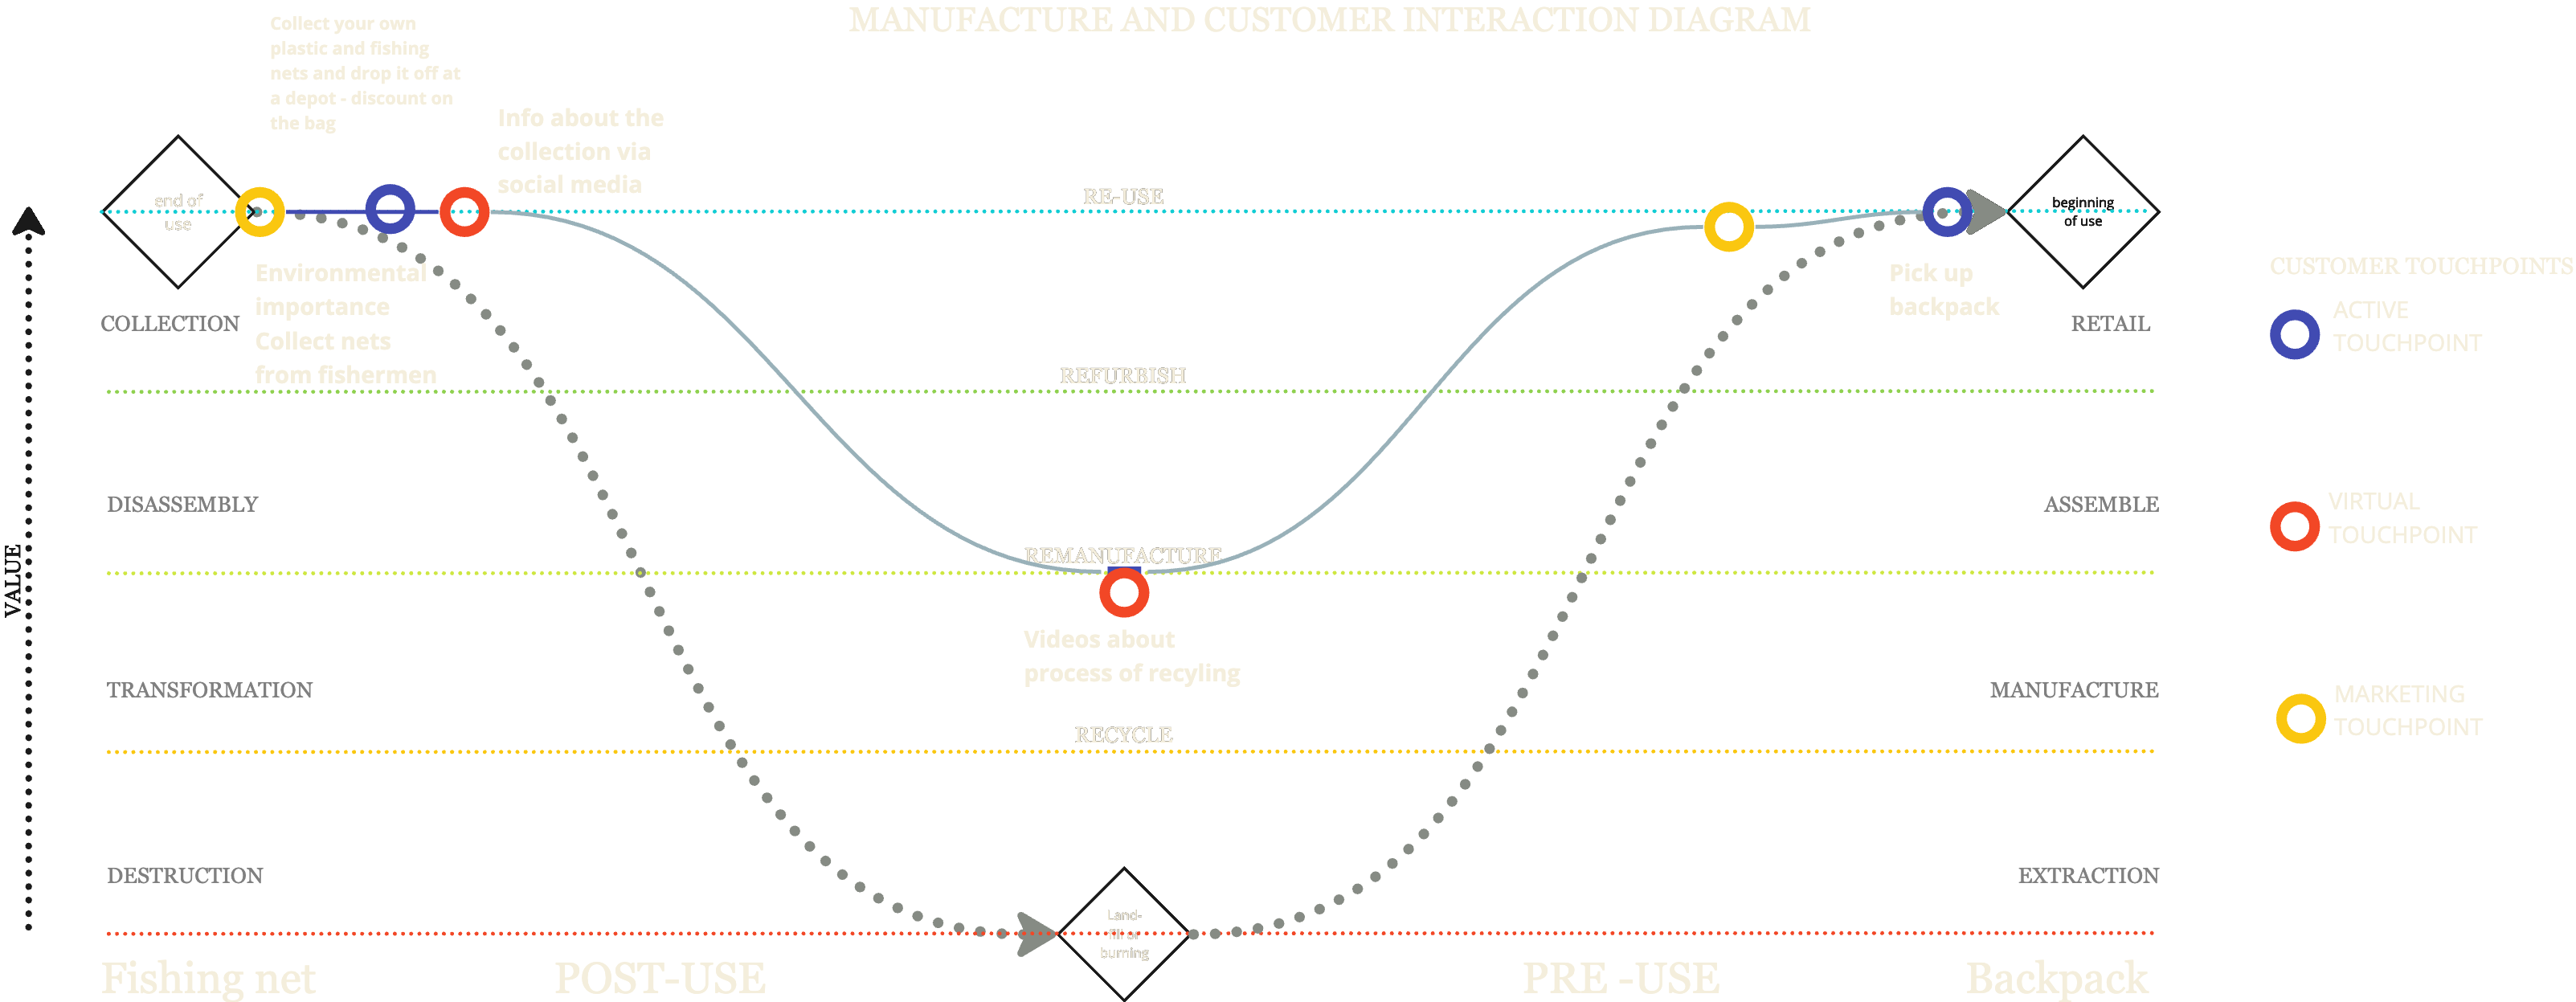 MANUFACTURE AND CUSTOMER INTERACTION DIAGRAM
Collect your own
plastic and fishing
nets and drop it off at
a depot - discount on
the bag
Info about the
collection via
social media
end of
use
RE-USE
beginning
of use
Environmental
importance
Collect nets
from fishermen
Pick up
backpack
CUSTOMER TOUCHPOINTS
ACTIVE
TOUCHPOINT
COLLECTION
RETAIL
REFURBISH
DISASSEMBLY
ASSEMBLE
VIRTUAL
TOUCHPOINT
VALUE
REMANUFACTURE
Videos about
process of recyling
TRANSFORMATION
MANUFACTURE
MARKETING
TOUCHPOINT
RECYCLE
DESTRUCTION
EXTRACTION
Land-
fill or
burning
Fishing net
POST-USE
PRE -USE
Backpack